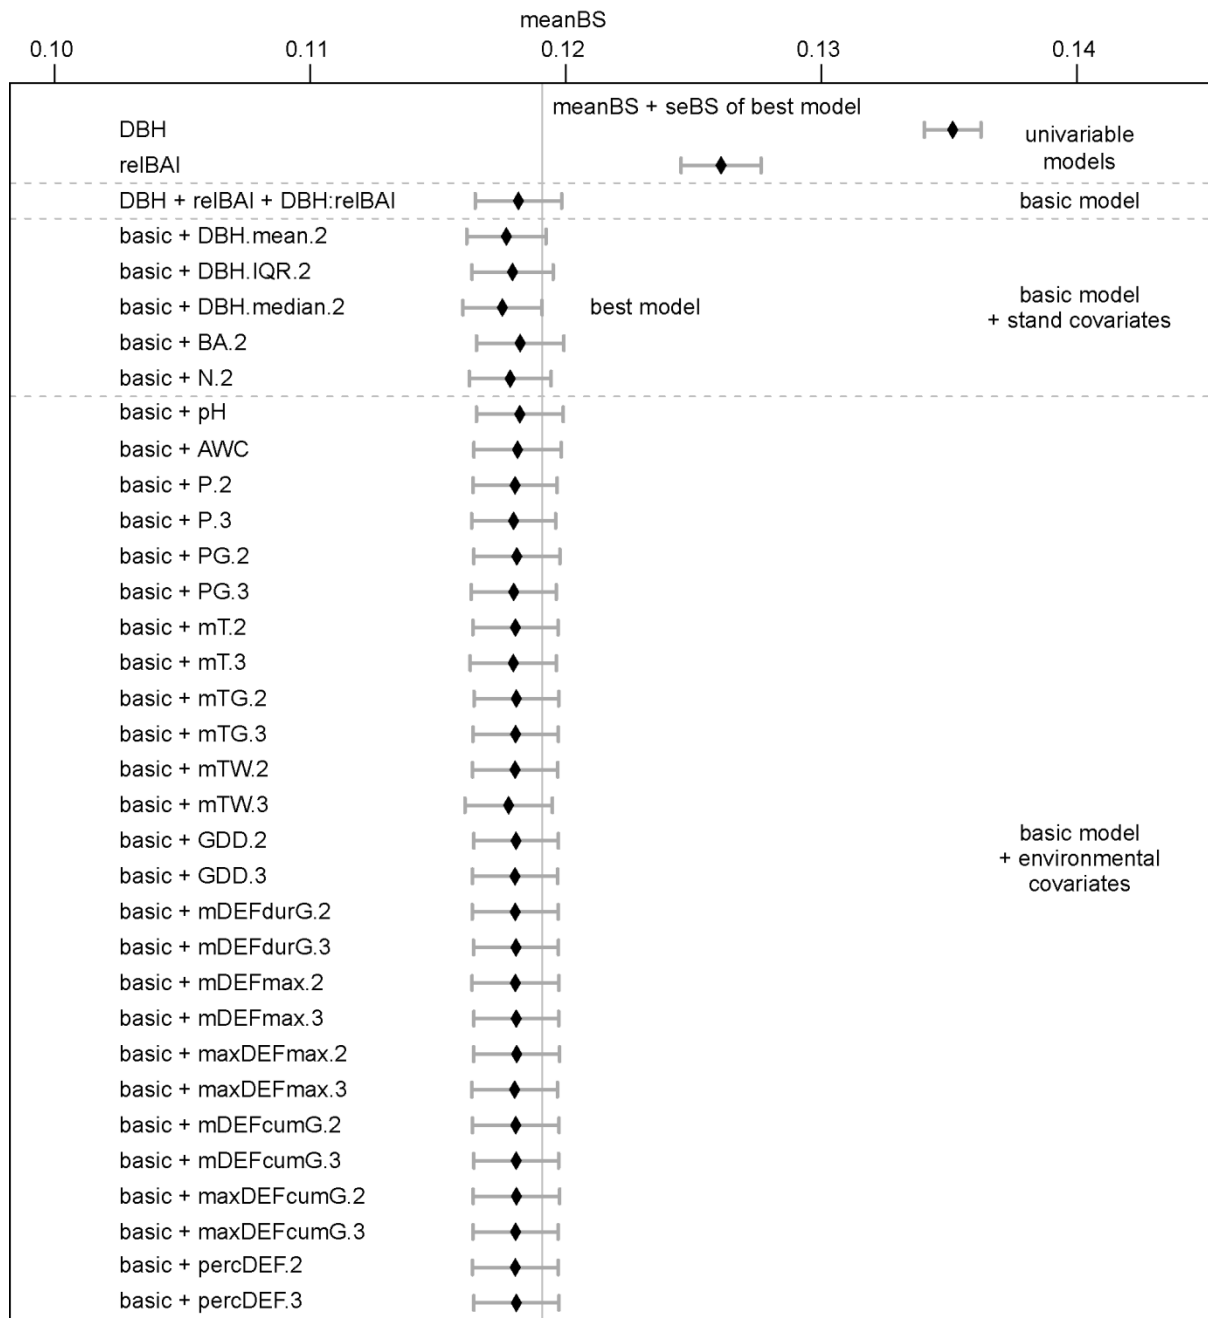 meanBS
0.10 0.11 0.12 0.13 0.14
meanBS + seBS of best model
DBH
relBAI
univariable
models
DBH + relBAI + DBH:relBAI
basic model
basic + DBH.mean.2
basic + DBH.IQR.2
basic + DBH.median.2
best model
basic + BA.2
basic + N.2
basic model
+ stand covariates
basic + pH
basic + AWC
basic + P.2
basic + P.3
basic + PG.2
basic + PG.3
basic + mT.2
basic + mT.3
basic + mTG.2
basic + mTG.3
basic + mTW.2
basic + mTW.3
basic + GDD.2
basic + GDD.3
basic + mDEFdurG.2
basic + mDEFdurG.3
basic + mDEFmax.2
basic + mDEFmax.3
basic + maxDEFmax.2
basic + maxDEFmax.3
basic + mDEFcumG.2
basic + mDEFcumG.3
basic + maxDEFcumG.2
basic + maxDEFcumG.3
basic + percDEF.2
basic + percDEF.3
basic model
+ environmental
covariates